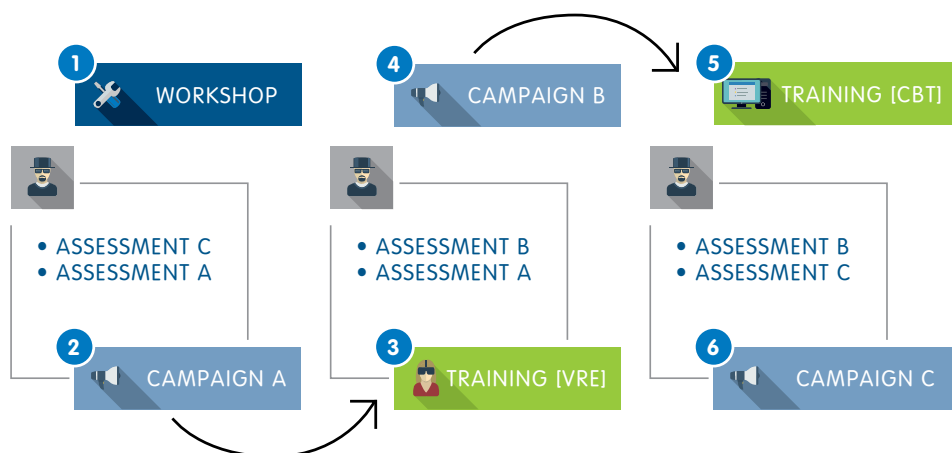 1
WORKSHOP
• ASSESSMENT C
• ASSESSMENT A
2
CAMPAIGN A
4
CAMPAIGN B
• ASSESSMENT B
• ASSESSMENT A
3
TRAINING [VRE]
5
TRAINING [CBT]
• ASSESSMENT B
• ASSESSMENT C
6
CAMPAIGN C